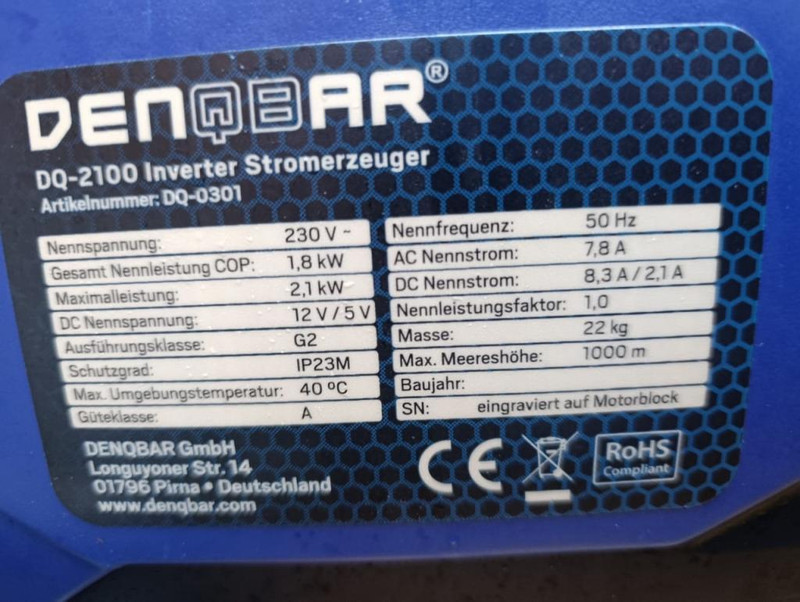 DENQBAR®
DQ-2100 Inverter Stromerzeuger
Artikelnummer: DQ-0301
Nennspannung: 230 V ~
Gesamt Nennleistung COP: 1,8 kW
Maximalleistung: 2,1 kW
DC Nennspannung: 12 V / 5 V
Ausführungsklasse: G2
Schutzgrad: IP23M
Max. Umgebungstemperatur: 40 ºC
Güteklasse: A
Nennfrequenz: 50 Hz
AC Nennstrom: 7,8 A
DC Nennstrom: 8,3 A / 2,1 A
Nennleistungsfaktor: 1,0
Masse: 22 kg
Max. Meereshöhe: 1000 m
Baujahr:
SN: eingraviert auf Motorblock
DENQBAR GmbH
Longuyoner Str. 14
01796 Pirna • Deutschland
www.denqbar.com
CE
RoHS
Compliant